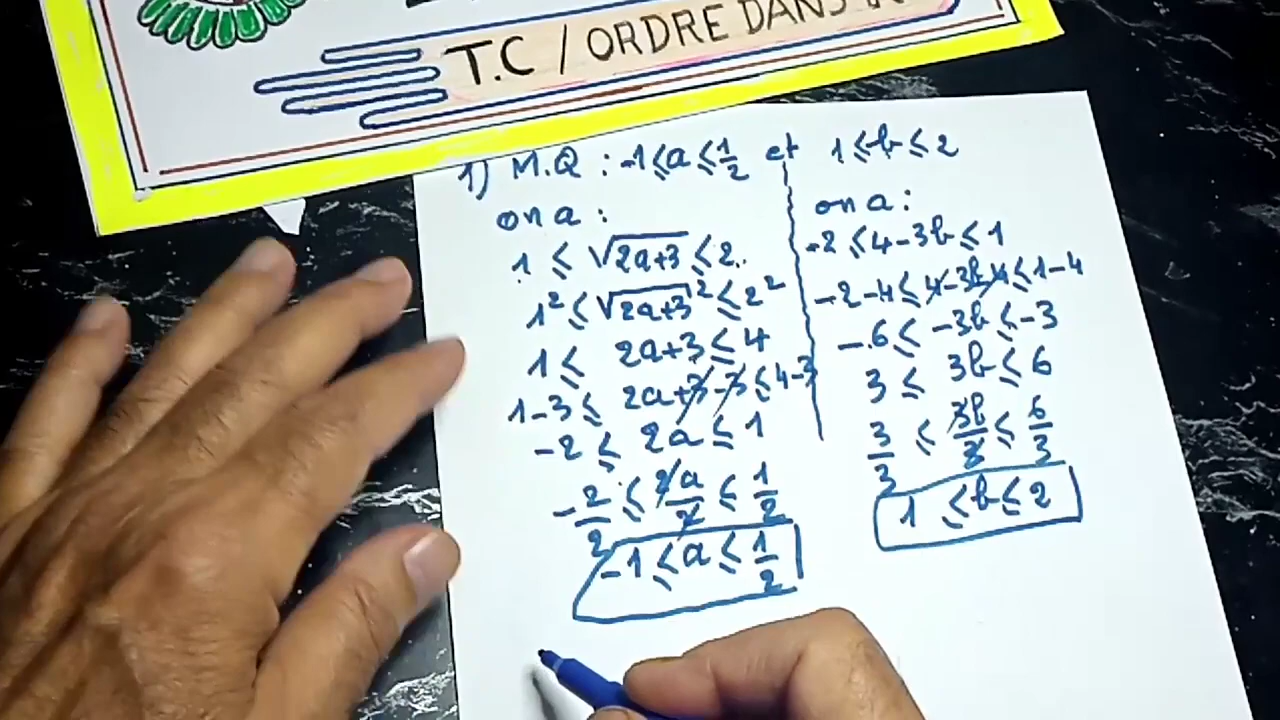 T.C / ORDRE DANS
1) M.Q : -1 ≤ a ≤ 1/2 et 1 ≤ b ≤ 2
on a :
1 ≤ √(2a+3) ≤ 2
1² ≤ √(2a+3)² ≤ 2²
1 ≤ 2a+3 ≤ 4
1-3 ≤ 2a+3-3 ≤ 4-3
-2 ≤ 2a ≤ 1
-2/2 ≤ 2a/2 ≤ 1/2
-1 ≤ a ≤ 1/2
on a :
-2 ≤ 4-3b ≤ 1
-2-4 ≤ 4-3b-4 ≤ 1-4
-6 ≤ -3b ≤ -3
3 ≤ 3b ≤ 6
3/3 ≤ 3b/3 ≤ 6/3
1 ≤ b ≤ 2